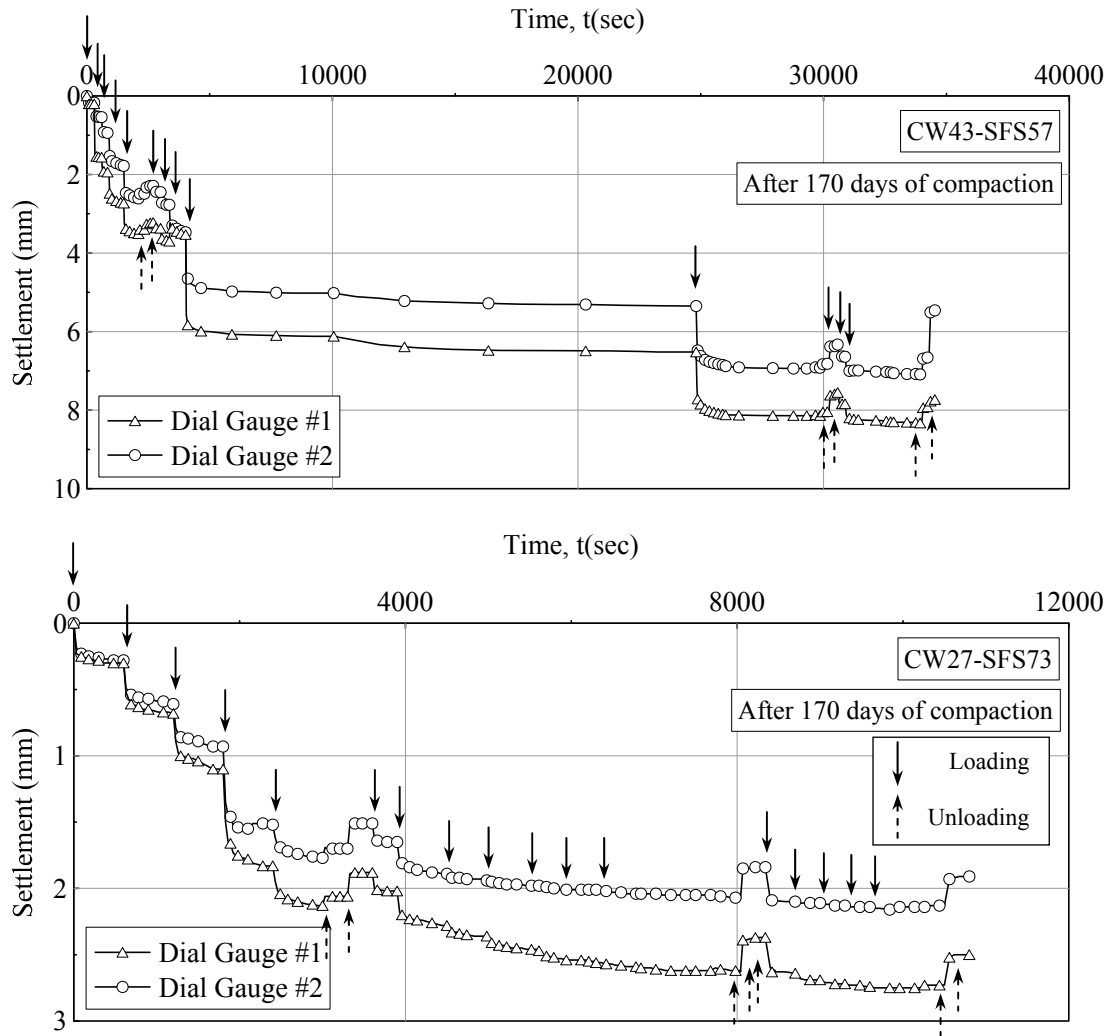 Time, t(sec)
0 10000 20000 30000 40000
0
2
4
6
8
10
Settlement (mm)
CW43-SFS57
After 170 days of compaction
Dial Gauge #1
Dial Gauge #2
Time, t(sec)
0 4000 8000 12000
0
1
2
3
Settlement (mm)
CW27-SFS73
After 170 days of compaction
Loading
Unloading
Dial Gauge #1
Dial Gauge #2